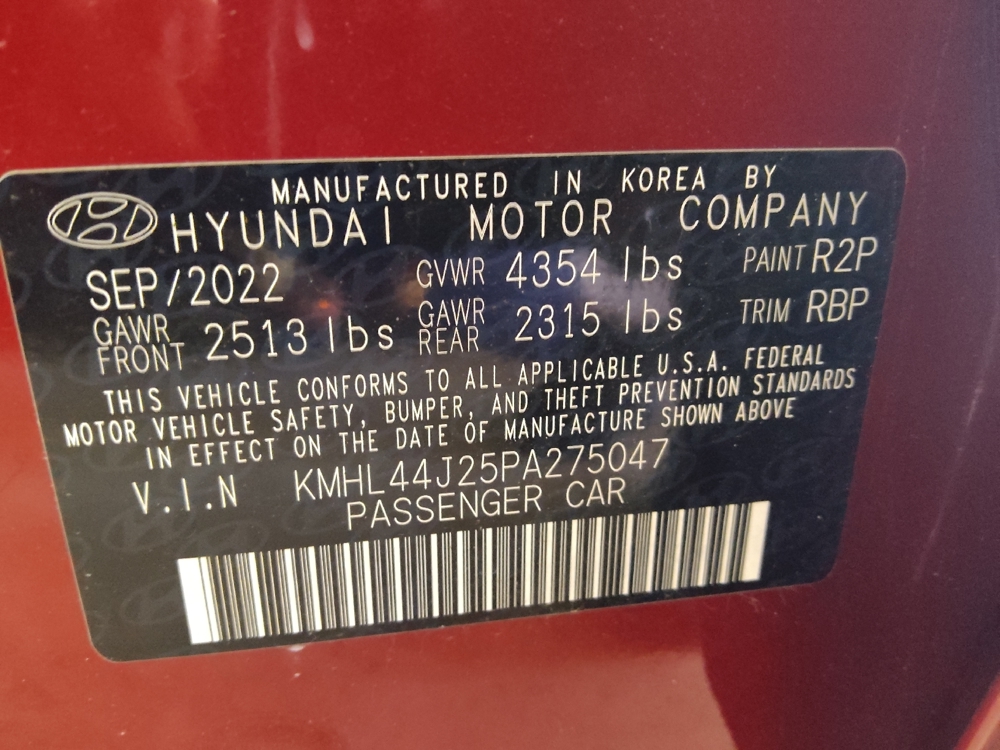 MANUFACTURED IN KOREA BY
HYUNDAI MOTOR COMPANY
SEP/2022 GVWR 4354 lbs PAINT R2P
GAWR FRONT 2513 lbs GAWR REAR 2315 lbs TRIM RBP
THIS VEHICLE CONFORMS TO ALL APPLICABLE U.S.A. FEDERAL
MOTOR VEHICLE SAFETY, BUMPER, AND THEFT PREVENTION STANDARDS
IN EFFECT ON THE DATE OF MANUFACTURE SHOWN ABOVE
V.I.N KMHL44J25PA275047
PASSENGER CAR